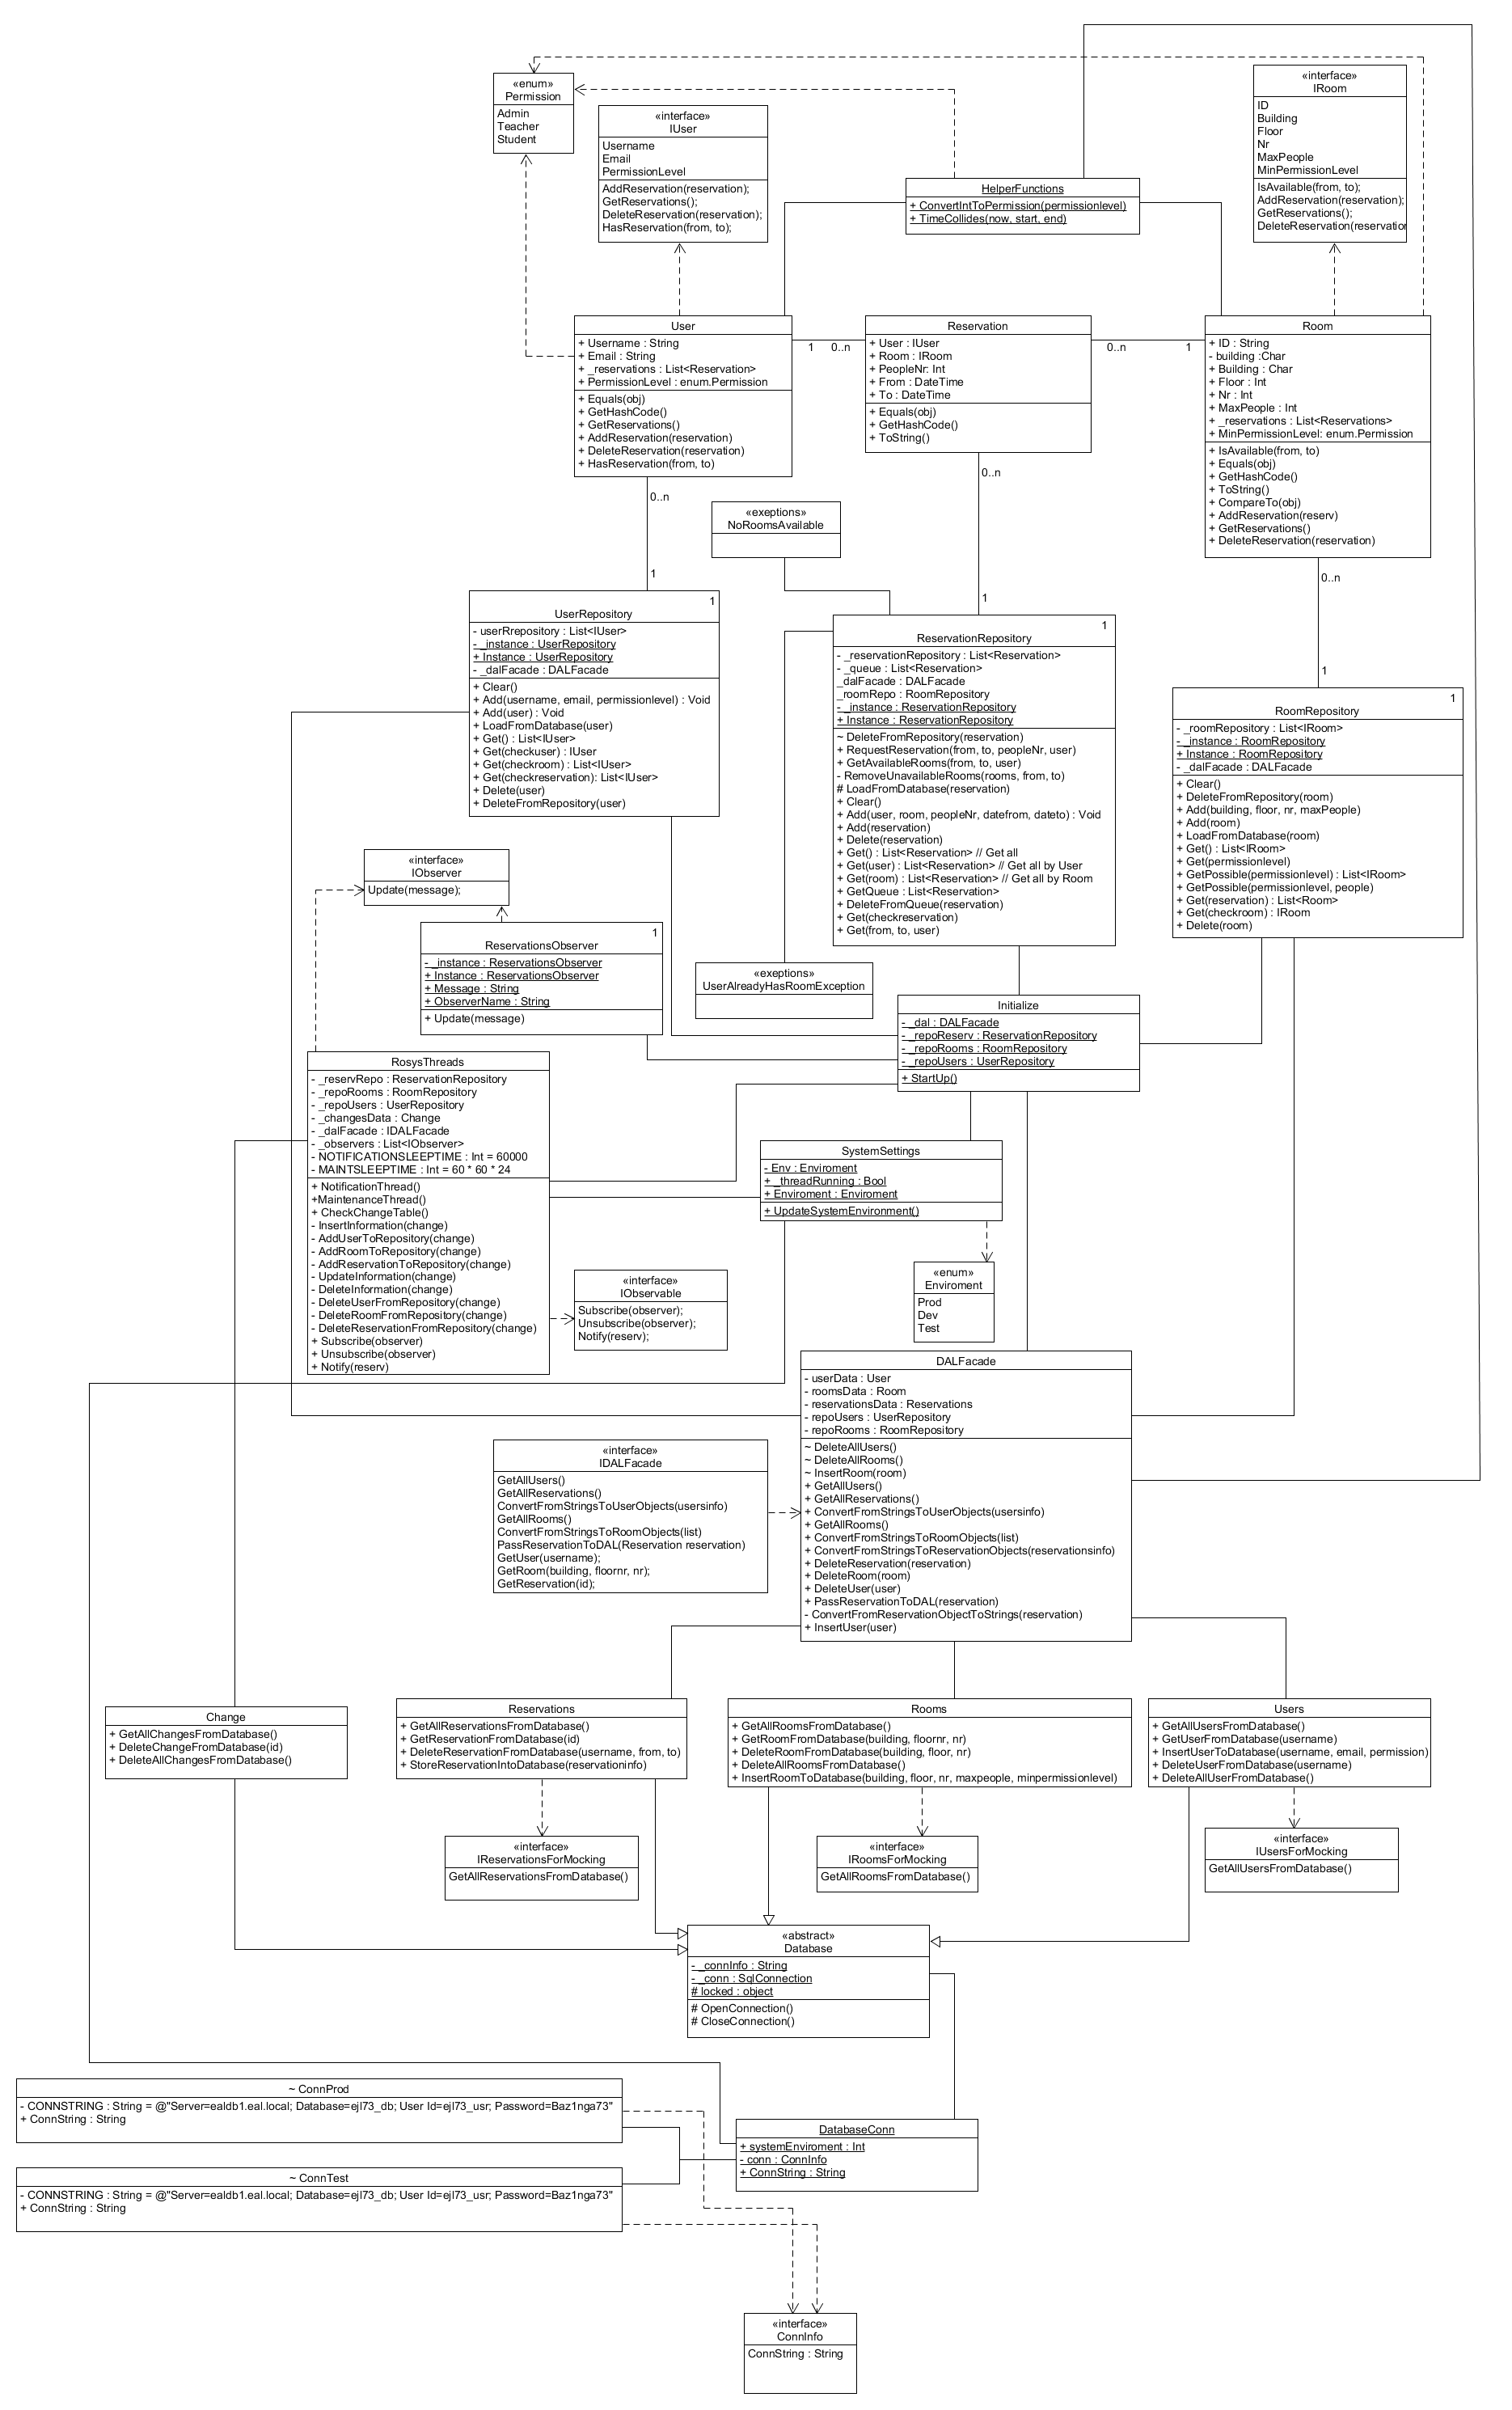 «enum»
Permission
Admin
Teacher
Student
«interface»
IUser
Username
Email
PermissionLevel
AddReservation(reservation);
GetReservations();
DeleteReservation(reservation);
HasReservation(from, to);
HelperFunctions
+ ConvertIntToPermission(permissionlevel)
+ TimeCollides(now, start, end)
«interface»
IRoom
ID
Building
Floor
Nr
MaxPeople
MinPermissionLevel
IsAvailable(from, to);
AddReservation(reservation);
GetReservations();
DeleteReservation(reservatior
User
+ Username : String
+ Email : String
+ _reservations : List<Reservation>
+ PermissionLevel : enum.Permission
+ Equals(obj)
+ GetHashCode()
+ GetReservations()
+ AddReservation(reservation)
+ DeleteReservation(reservation)
+ HasReservation(from, to)
1
0..n
Reservation
+ User : IUser
+ Room : IRoom
+ PeopleNr: Int
+ From : DateTime
+ To : DateTime
+ Equals(obj)
+ GetHashCode()
+ ToString()
0..n
1
Room
+ ID : String
- building :Char
+ Building : Char
+ Floor : Int
+ Nr : Int
+ MaxPeople : Int
+ _reservations : List<Reservations>
+ MinPermissionLevel: enum.Permission
+ IsAvailable(from, to)
+ Equals(obj)
+ GetHashCode()
+ ToString()
+ CompareTo(obj)
+ AddReservation(reserv)
+ GetReservations()
+ DeleteReservation(reservation)
0..n
1
«exeptions»
NoRoomsAvailable
0..n
1
0..n
1
1
UserRepository
- userRrepository : List<IUser>
- _instance : UserRepository
+ Instance : UserRepository
- _dalFacade : DALFacade
+ Clear()
+ Add(username, email, permissionlevel) : Void
+ Add(user) : Void
+ LoadFromDatabase(user)
+ Get() : List<IUser>
+ Get(checkuser) : IUser
+ Get(checkroom) : List<IUser>
+ Get(checkreservation): List<IUser>
+ Delete(user)
+ DeleteFromRepository(user)
1
ReservationRepository
- _reservationRepository : List<Reservation>
- _queue : List<Reservation>
_dalFacade : DALFacade
_roomRepo : RoomRepository
- _instance : ReservationRepository
+ Instance : ReservationRepository
~ DeleteFromRepository(reservation)
+ RequestReservation(from, to, peopleNr, user)
+ GetAvailableRooms(from, to, user)
- RemoveUnavailableRooms(rooms, from, to)
# LoadFromDatabase(reservation)
+ Clear()
+ Add(user, room, peopleNr, datefrom, dateto) : Void
+ Add(reservation)
+ Delete(reservation)
+ Get() : List<Reservation> // Get all
+ Get(user) : List<Reservation> // Get all by User
+ Get(room) : List<Reservation> // Get all by Room
+ GetQueue : List<Reservation>
+ DeleteFromQueue(reservation)
+ Get(checkreservation)
+ Get(from, to, user)
1
RoomRepository
- _roomRepository : List<IRoom>
- _instance : RoomRepository
+ Instance : RoomRepository
- _dalFacade : DALFacade
+ Clear()
+ DeleteFromRepository(room)
+ Add(building, floor, nr, maxPeople)
+ Add(room)
+ LoadFromDatabase(room)
+ Get() : List<IRoom>
+ Get(permissionlevel)
+ GetPossible(permissionlevel) : List<IRoom>
+ GetPossible(permissionlevel, people)
+ Get(reservation) : List<Room>
+ Get(checkroom) : IRoom
+ Delete(room)
«interface»
IObserver
Update(message);
1
ReservationsObserver
- _instance : ReservationsObserver
+ Instance : ReservationsObserver
+ Message : String
+ ObserverName : String
+ Update(message)
«exeptions»
UserAlreadyHasRoomException
Initialize
- _dal : DALFacade
- _repoReserv : ReservationRepository
- _repoRooms : RoomRepository
- _repoUsers : UserRepository
+ StartUp()
RosysThreads
- _reservRepo : ReservationRepository
- _repoRooms : RoomRepository
- _repoUsers : UserRepository
- _changesData : Change
- _dalFacade : IDALFacade
- _observers : List<IObserver>
- NOTIFICATIONSLEEPTIME : Int = 60000
- MAINTSLEEPTIME : Int = 60 * 60 * 24
+ NotificationThread()
+MaintenanceThread()
+ CheckChangeTable()
- InsertInformation(change)
- AddUserToRepository(change)
- AddRoomToRepository(change)
- AddReservationToRepository(change)
- UpdateInformation(change)
- DeleteInformation(change)
- DeleteUserFromRepository(change)
- DeleteRoomFromRepository(change)
- DeleteReservationFromRepository(change)
+ Subscribe(observer)
+ Unsubscribe(observer)
+ Notify(reserv)
SystemSettings
- Env : Enviroment
+ _threadRunning : Bool
+ Enviroment : Enviroment
+ UpdateSystemEnvironment()
«interface»
IObservable
Subscribe(observer);
Unsubscribe(observer);
Notify(reserv);
«enum»
Enviroment
Prod
Dev
Test
DALFacade
- userData : User
- roomsData : Room
- reservationsData : Reservations
- repoUsers : UserRepository
- repoRooms : RoomRepository
~ DeleteAllUsers()
~ DeleteAllRooms()
~ InsertRoom(room)
+ GetAllUsers()
+ GetAllReservations()
+ ConvertFromStringsToUserObjects(usersinfo)
+ GetAllRooms()
+ ConvertFromStringsToRoomObjects(list)
+ ConvertFromStringsToReservationObjects(reservationsinfo)
+ DeleteReservation(reservation)
+ DeleteRoom(room)
+ DeleteUser(user)
+ PassReservationToDAL(reservation)
- ConvertFromReservationObjectToStrings(reservation)
+ InsertUser(user)
«interface»
IDALFacade
GetAllUsers()
GetAllReservations()
ConvertFromStringsToUserObjects(usersinfo)
GetAllRooms()
ConvertFromStringsToRoomObjects(list)
PassReservationToDAL(Reservation reservation)
GetUser(username);
GetRoom(building, floornr, nr);
GetReservation(id);
Change
+ GetAllChangesFromDatabase()
+ DeleteChangeFromDatabase(id)
+ DeleteAllChangesFromDatabase()
Reservations
+ GetAllReservationsFromDatabase()
+ GetReservationFromDatabase(id)
+ DeleteReservationFromDatabase(username, from, to)
+ StoreReservationIntoDatabase(reservationinfo)
Rooms
+ GetAllRoomsFromDatabase()
+ GetRoomFromDatabase(building, floornr, nr)
+ DeleteRoomFromDatabase(building, floor, nr)
+ DeleteAllRoomsFromDatabase()
+ InsertRoomToDatabase(building, floor, nr, maxpeople, minpermissionlevel)
Users
+ GetAllUsersFromDatabase()
+ GetUserFromDatabase(username)
+ InsertUserToDatabase(username, email, permission)
+ DeleteUserFromDatabase(username)
+ DeleteAllUserFromDatabase()
«interface»
IReservationsForMocking
GetAllReservationsFromDatabase()
«interface»
IRoomsForMocking
GetAllRoomsFromDatabase()
«interface»
IUsersForMocking
GetAllUsersFromDatabase()
«abstract»
Database
- _connInfo : String
- _conn : SqlConnection
# locked : object
# OpenConnection()
# CloseConnection()
~ ConnProd
- CONNSTRING : String = @"Server=ealdb1.eal.local; Database=ejl73_db; User Id=ejl73_usr; Password=Baz1nga73"
+ ConnString : String
~ ConnTest
- CONNSTRING : String = @"Server=ealdb1.eal.local; Database=ejl73_db; User Id=ejl73_usr; Password=Baz1nga73"
+ ConnString : String
DatabaseConn
+ systemEnviroment : Int
- conn : ConnInfo
+ ConnString : String
«interface»
ConnInfo
ConnString : String